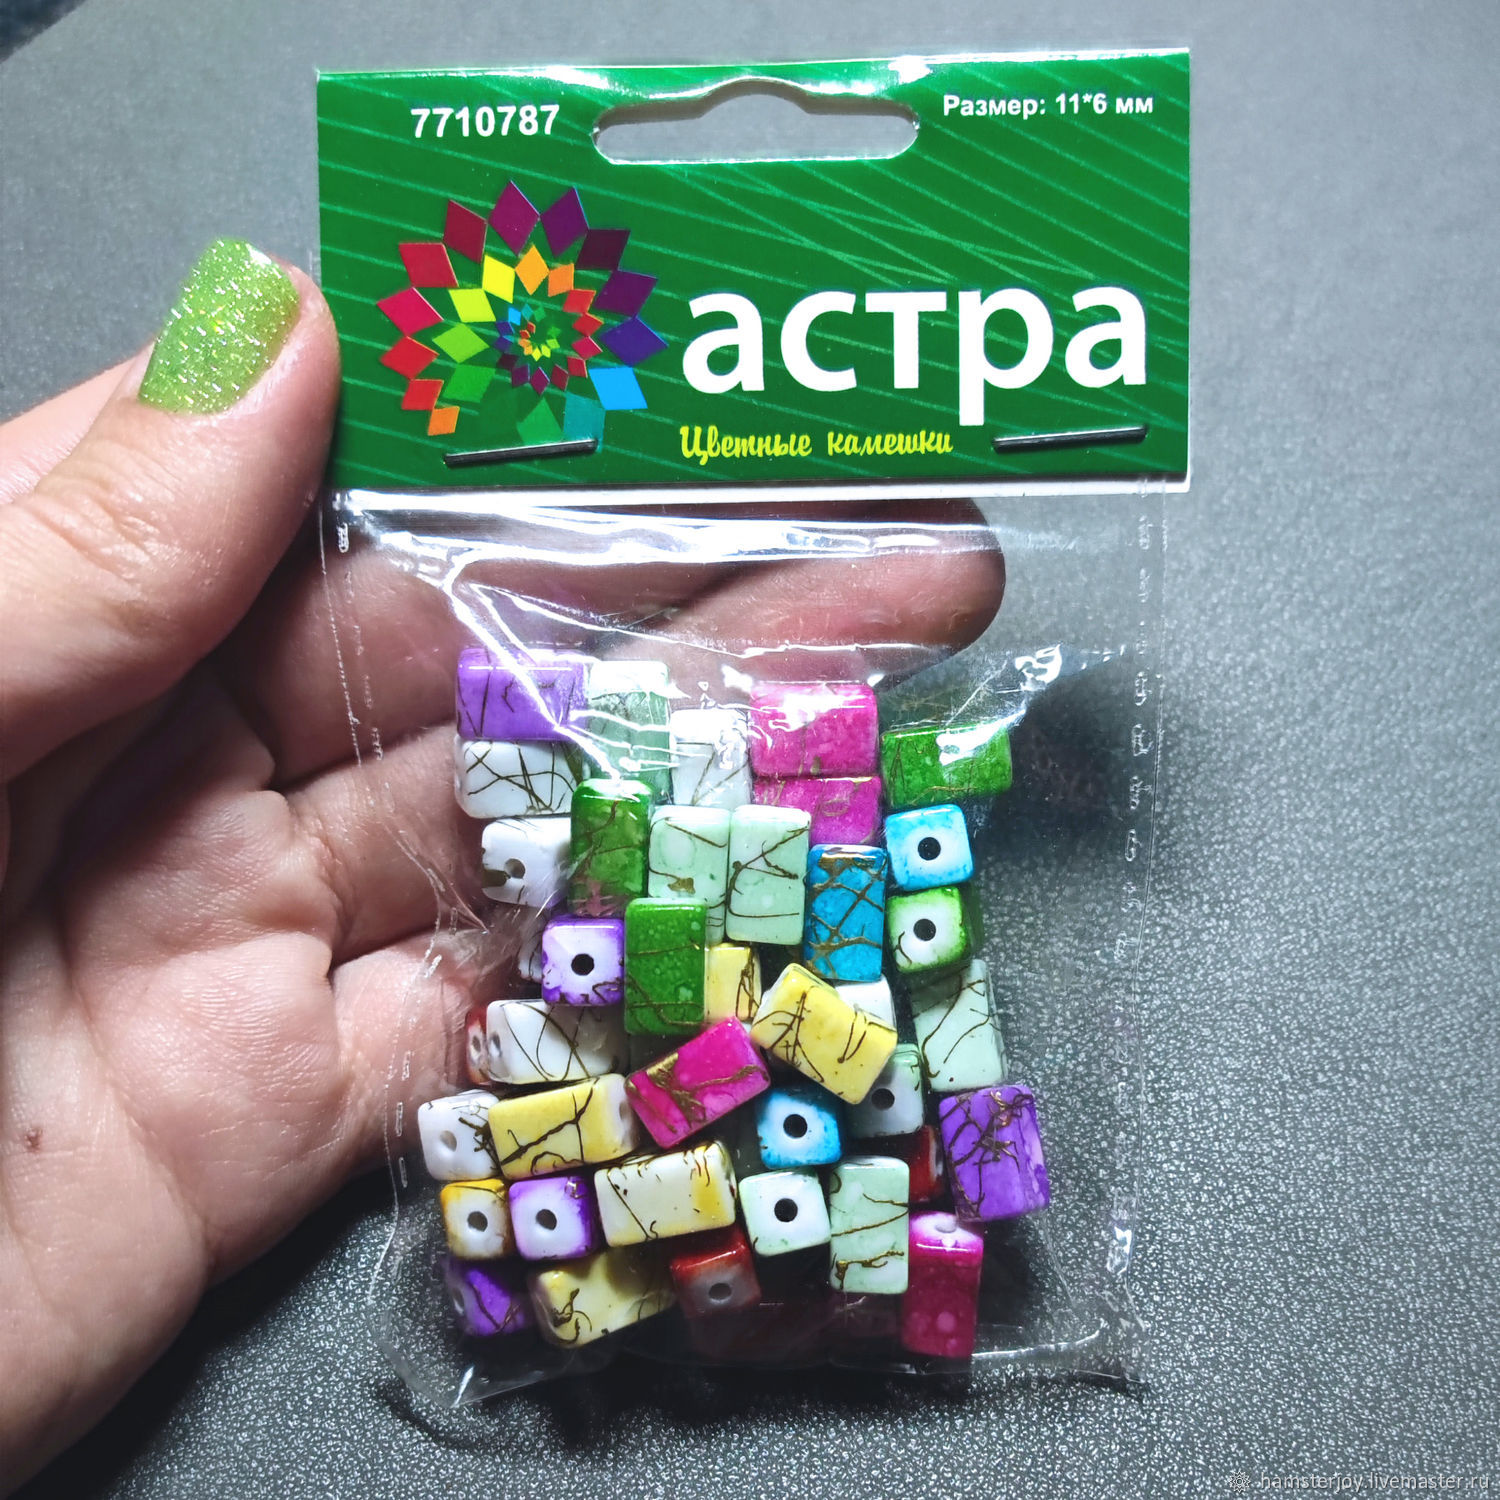 7710787
Размер: 11*6 мм
астра
Цветные камешки
hamsterjoy.livemaster.ru